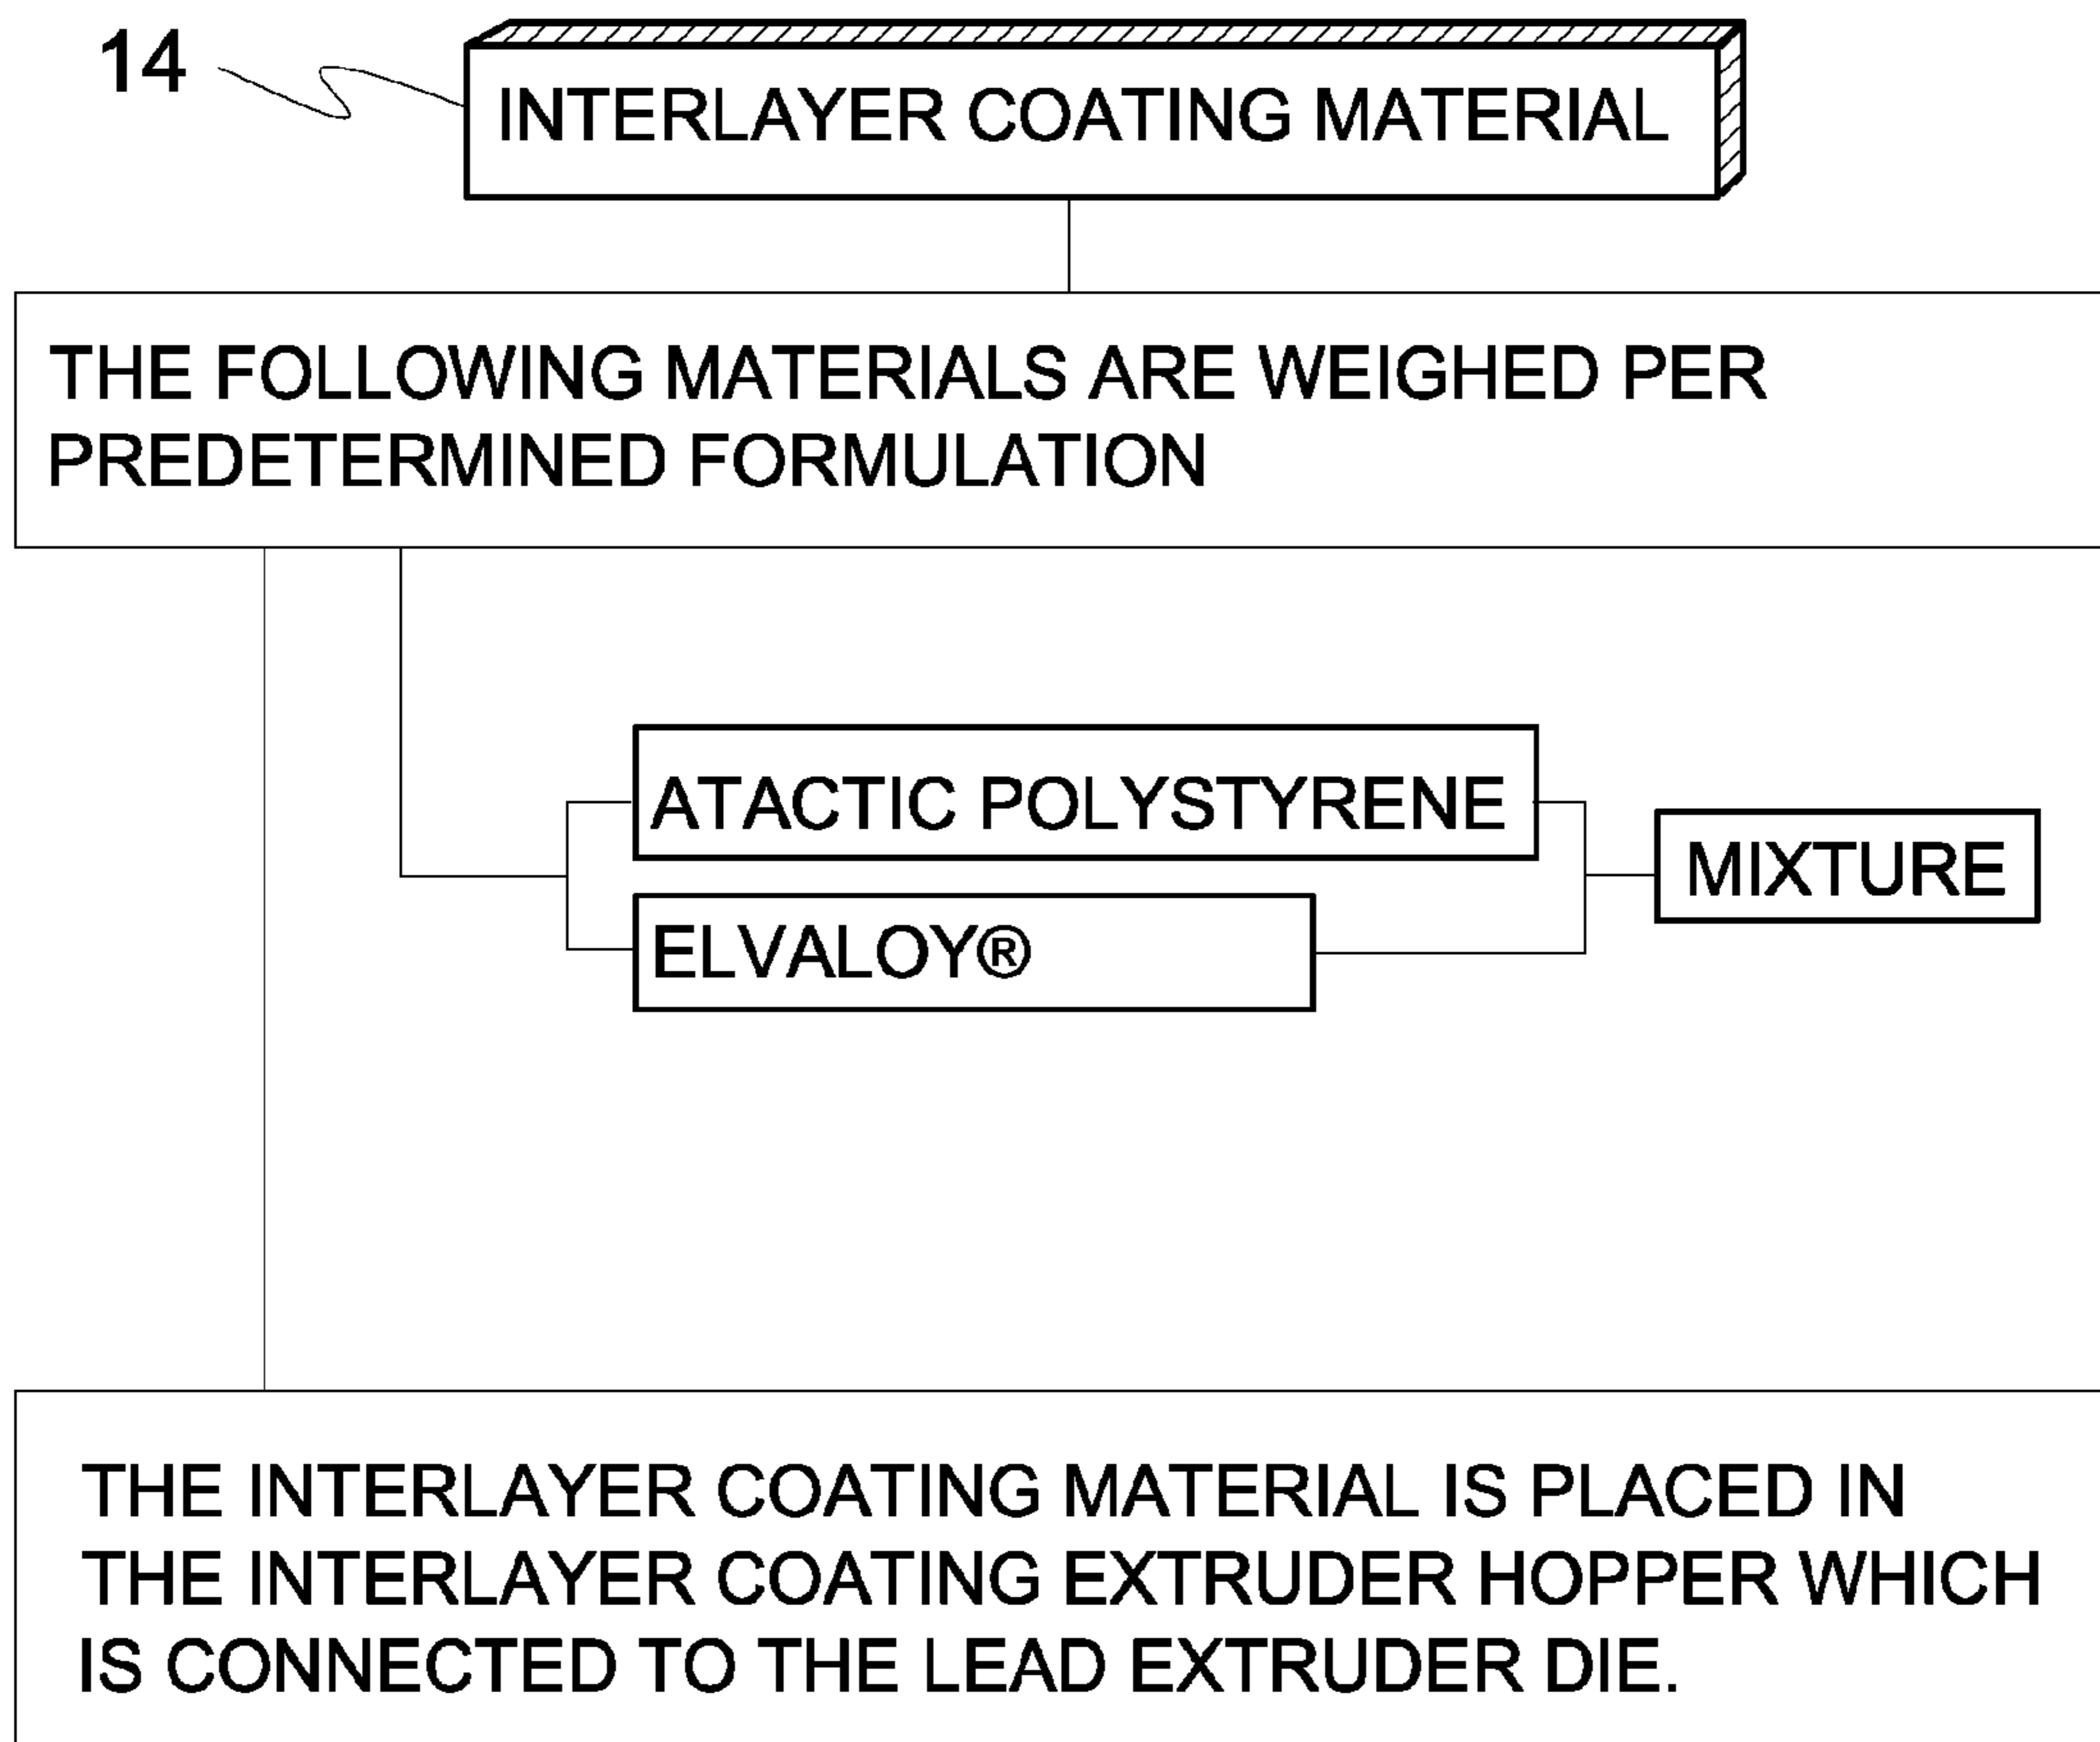 14
INTERLAYER COATING MATERIAL
THE FOLLOWING MATERIALS ARE WEIGHED PER
PREDETERMINED FORMULATION
ATACTIC POLYSTYRENE
MIXTURE
ELVALOY®
THE INTERLAYER COATING MATERIAL IS PLACED IN
THE INTERLAYER COATING EXTRUDER HOPPER WHICH
IS CONNECTED TO THE LEAD EXTRUDER DIE.